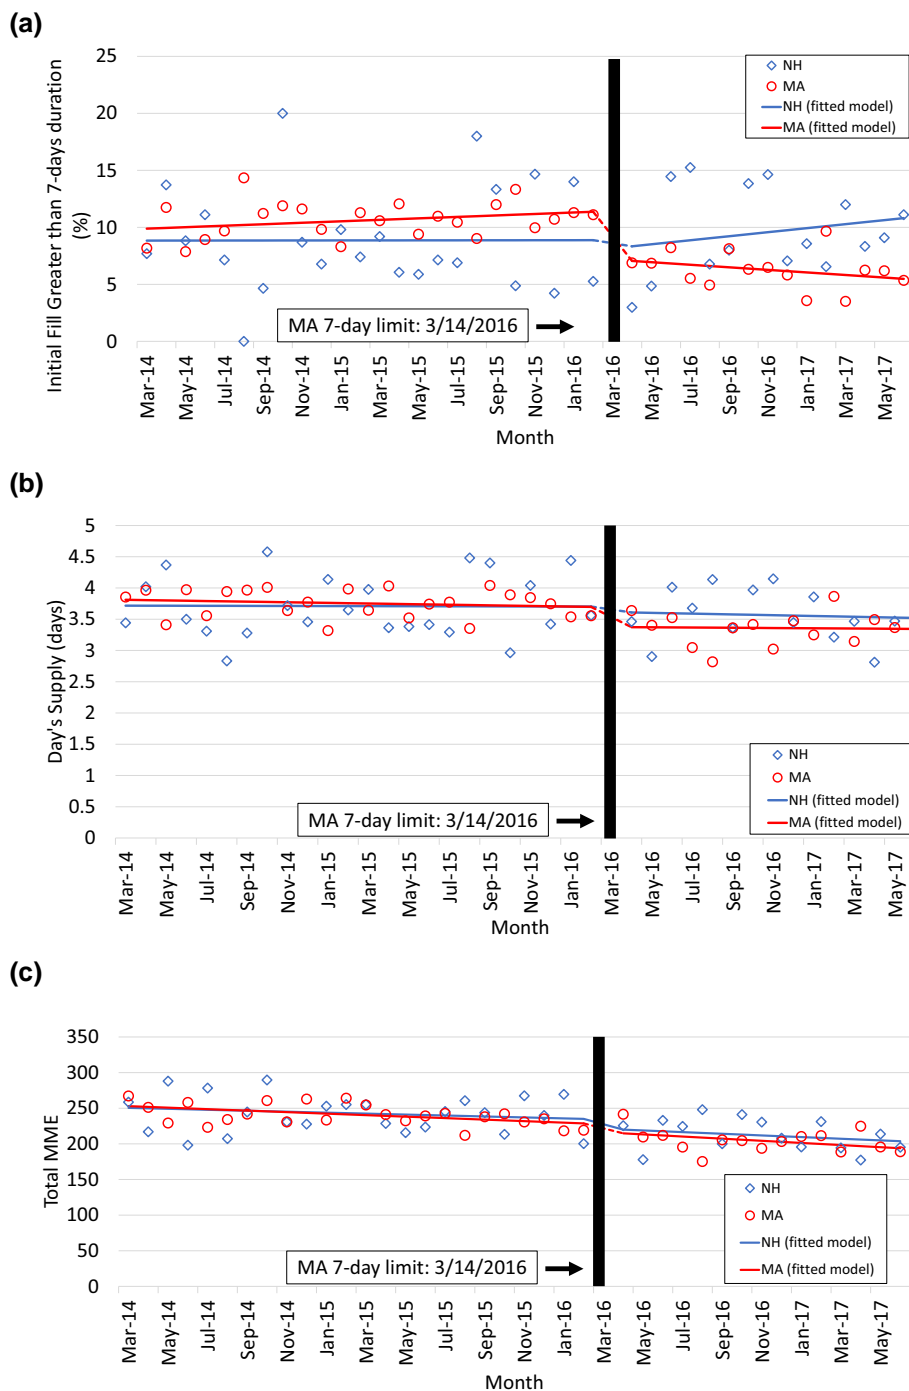 (a)
25
20
15
10
5
0
Initial Fill Greater than 7-days duration
(%)
NH
MA
NH (fitted model)
MA (fitted model)
MA 7-day limit: 3/14/2016
Mar-14
May-14
Jul-14
Sep-14
Nov-14
Jan-15
Mar-15
May-15
Jul-15
Sep-15
Nov-15
Jan-16
Mar-16
May-16
Jul-16
Sep-16
Nov-16
Jan-17
Mar-17
May-17
Month
(b)
5
4.5
4
3.5
3
2.5
2
1.5
1
0.5
0
Day's Supply (days)
NH
MA
NH (fitted model)
MA (fitted model)
MA 7-day limit: 3/14/2016
Mar-14
May-14
Jul-14
Sep-14
Nov-14
Jan-15
Mar-15
May-15
Jul-15
Sep-15
Nov-15
Jan-16
Mar-16
May-16
Jul-16
Sep-16
Nov-16
Jan-17
Mar-17
May-17
Month
(c)
350
300
250
200
150
100
50
0
Total MME
NH
MA
NH (fitted model)
MA (fitted model)
MA 7-day limit: 3/14/2016
Mar-14
May-14
Jul-14
Sep-14
Nov-14
Jan-15
Mar-15
May-15
Jul-15
Sep-15
Nov-15
Jan-16
Mar-16
May-16
Jul-16
Sep-16
Nov-16
Jan-17
Mar-17
May-17
Month